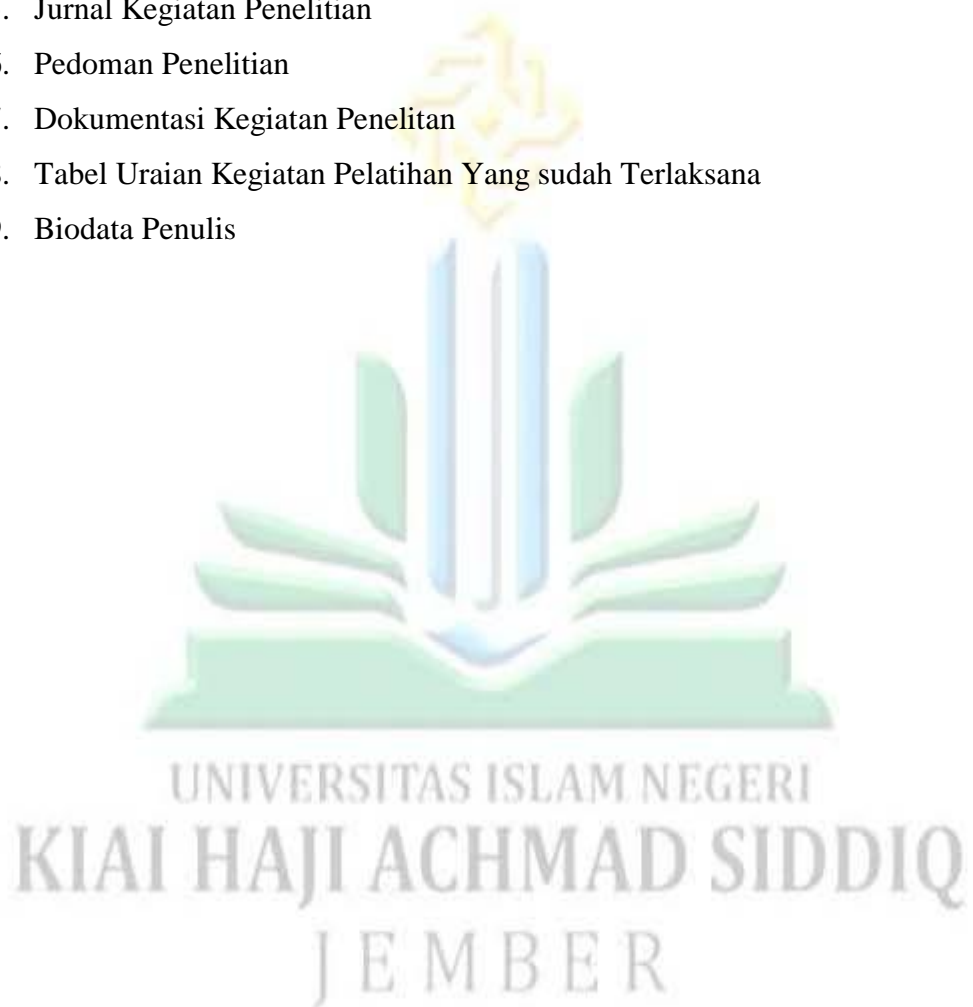 . Jurnal Kegiatan Penelitian
. Pedoman Penelitian
. Dokumentasi Kegiatan Penelitan
. Tabel Uraian Kegiatan Pelatihan Yang sudah Terlaksana
. Biodata Penulis
UNIVERSITAS ISLAM NEGERI
KIAI HAJI ACHMAD SIDDIQ
JEMBER